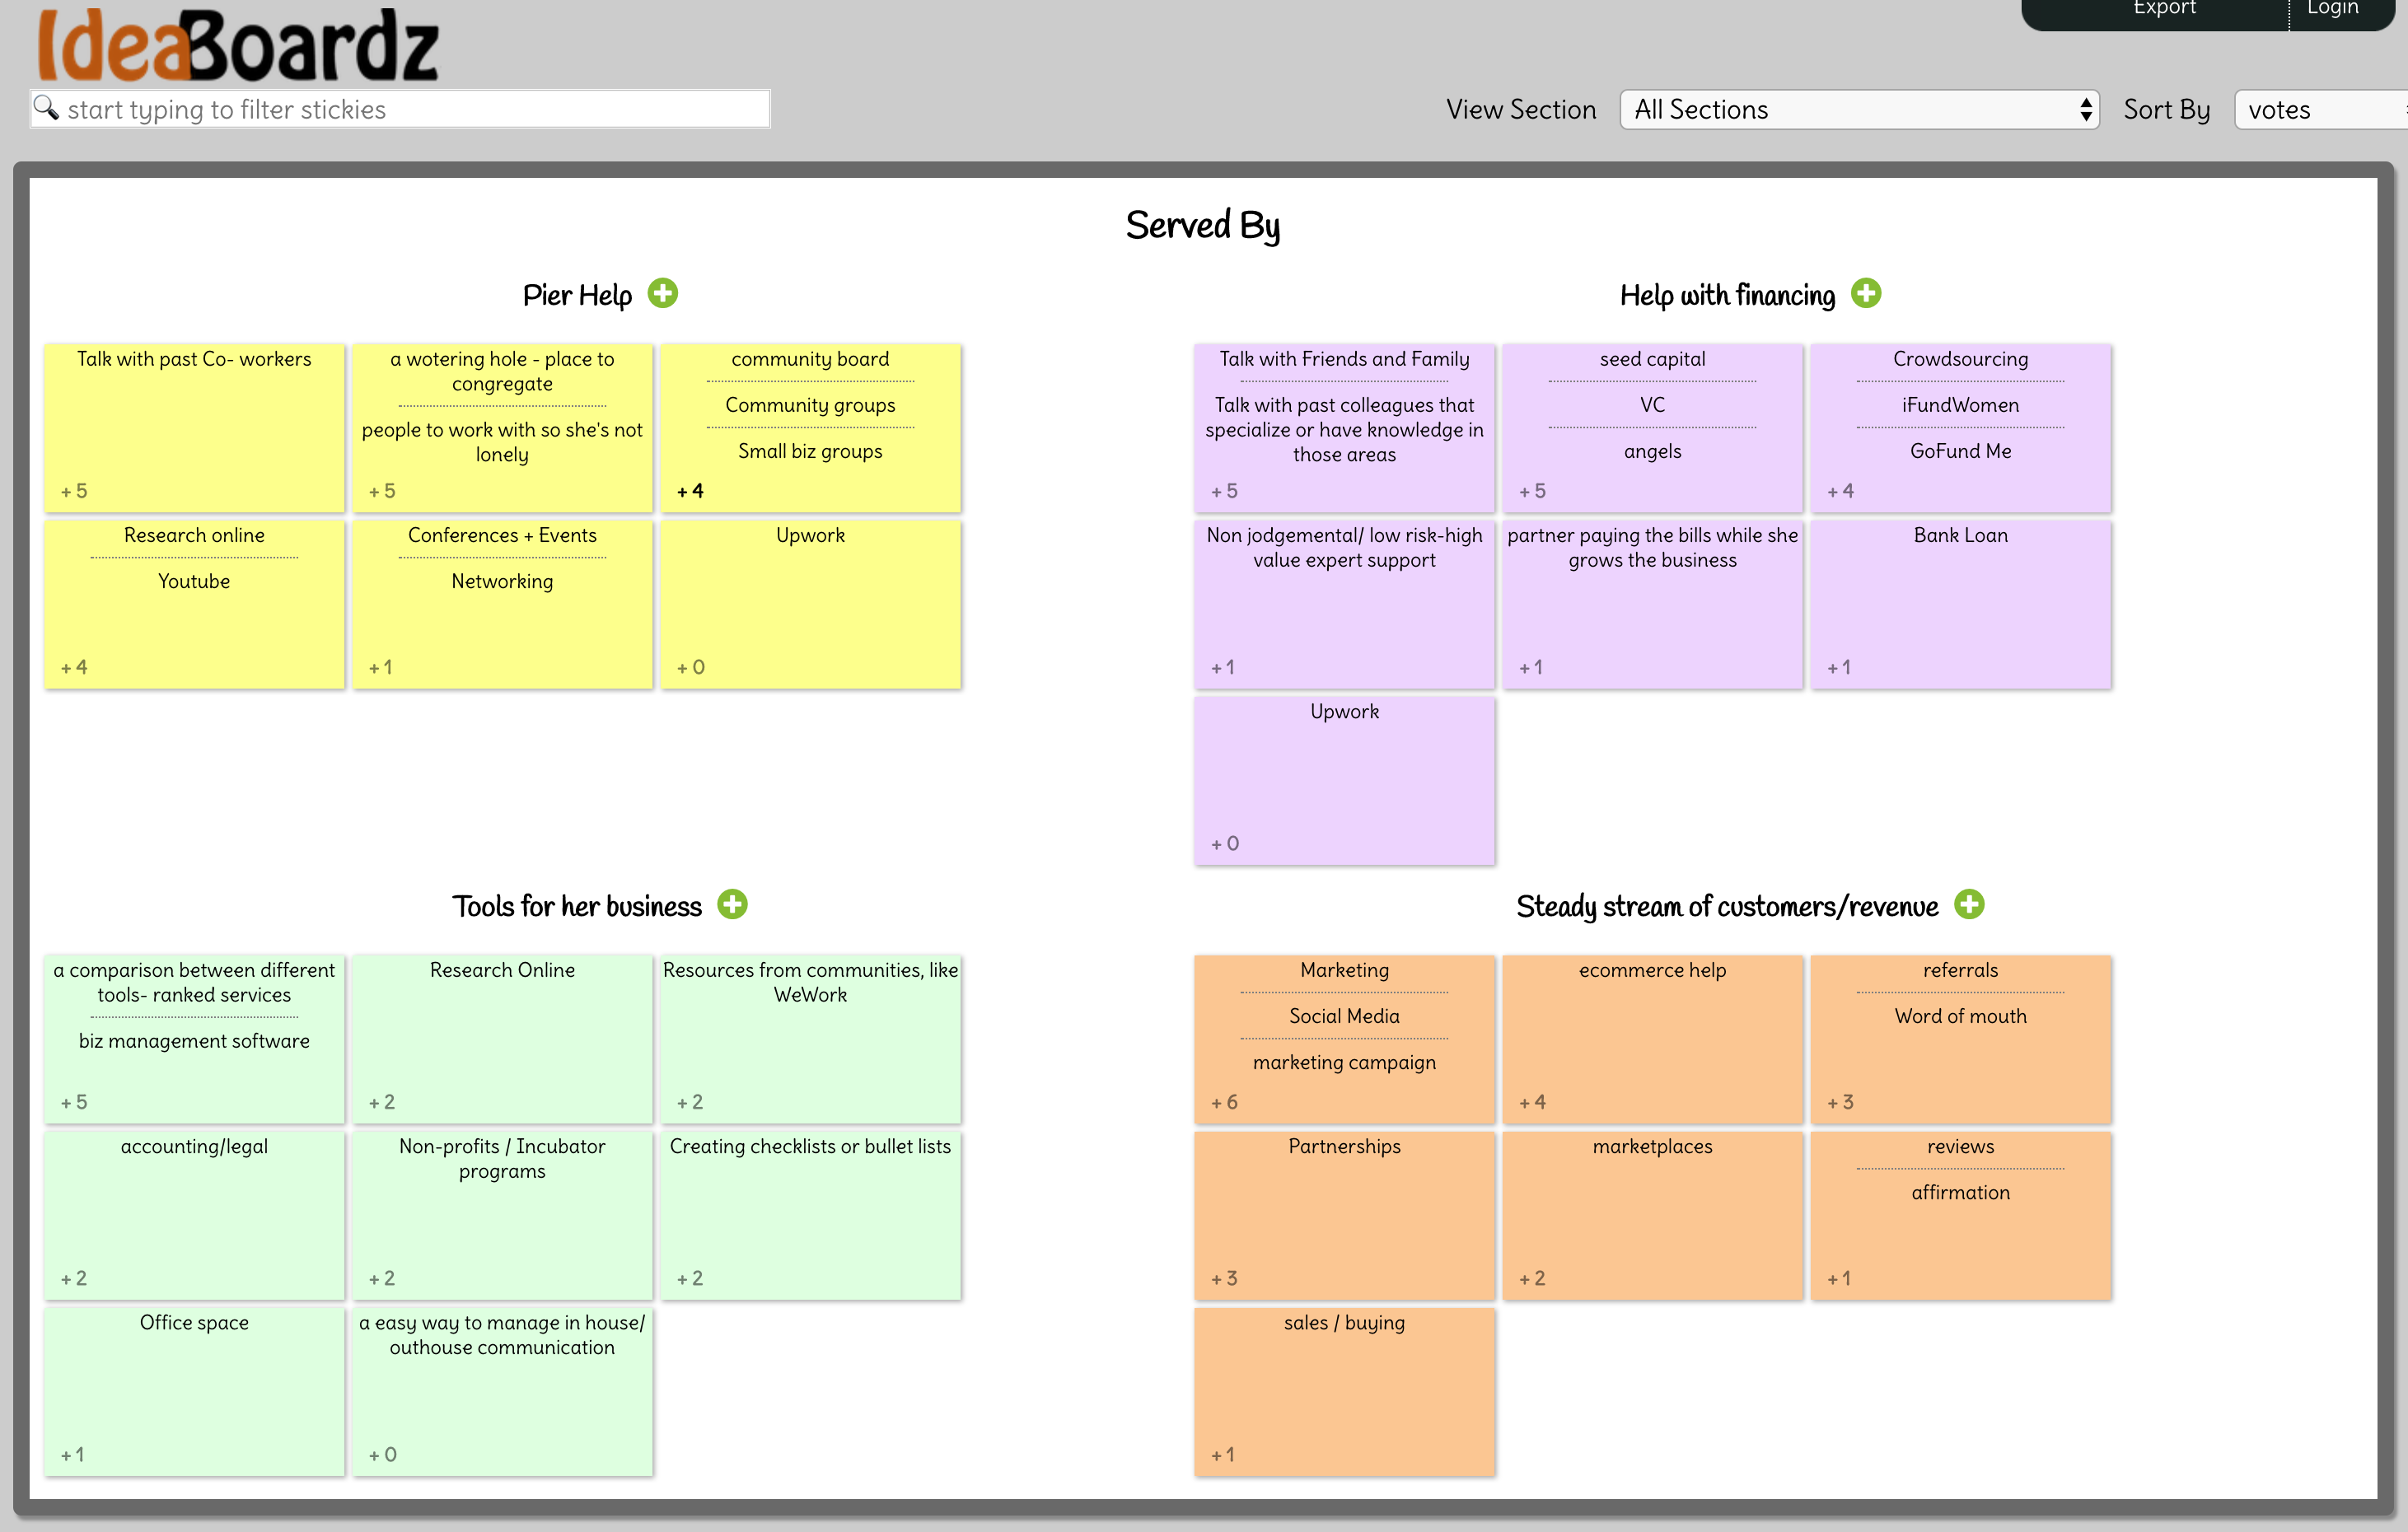 IdeaBoardz
Export
Login
start typing to filter stickies
View Section
All Sections
Sort By
votes
Served By
Pier Help
Talk with past Co- workers
+ 5
a wotering hole - place to
congregate
people to work with so she's not
lonely
+ 5
community board
Community groups
Small biz groups
+ 4
Research online
Youtube
+ 4
Conferences + Events
Networking
+ 1
Upwork
+ 0
Help with financing
Talk with Friends and Family
Talk with past colleagues that
specialize or have knowledge in
those areas
+ 5
seed capital
VC
angels
+ 5
Crowdsourcing
iFundWomen
GoFund Me
+ 4
Non jodgemental/ low risk-high
value expert support
+ 1
partner paying the bills while she
grows the business
+ 1
Bank Loan
+ 1
Upwork
+ 0
Tools for her business
a comparison between different
tools- ranked services
biz management software
+ 5
Research Online
+ 2
Resources from communities, like
WeWork
+ 2
accounting/legal
+ 2
Non-profits / Incubator
programs
+ 2
Creating checklists or bullet lists
+ 2
Office space
+ 1
a easy way to manage in house/
outhouse communication
+ 0
Steady stream of customers/revenue
Marketing
Social Media
marketing campaign
+ 6
ecommerce help
+ 4
referrals
Word of mouth
+ 3
Partnerships
+ 3
marketplaces
+ 2
reviews
affirmation
+ 1
sales / buying
+ 1